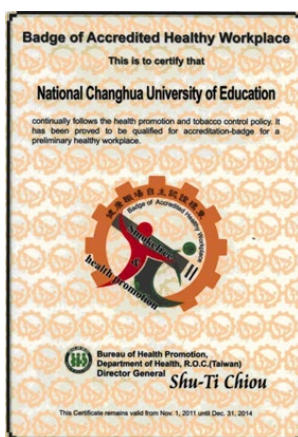 Badge of Accredited Healthy Workplace
This is to certify that
National Changhua University of Education
continually follows the health promotion and tobacco control policy. It
has been proved to be qualified for accreditation-badge for a
preliminary healthy workplace.
健康職場自主認證標章
Badge of Accredited Healthy Workplace
Smokefree
&
health promotion
Bureau of Health Promotion,
Department of Health, R.O.C.(Taiwan)
Director General
Shu-Ti Chiou
This Certificate remains valid from Nov. 1, 2011 until Dec. 31, 2014